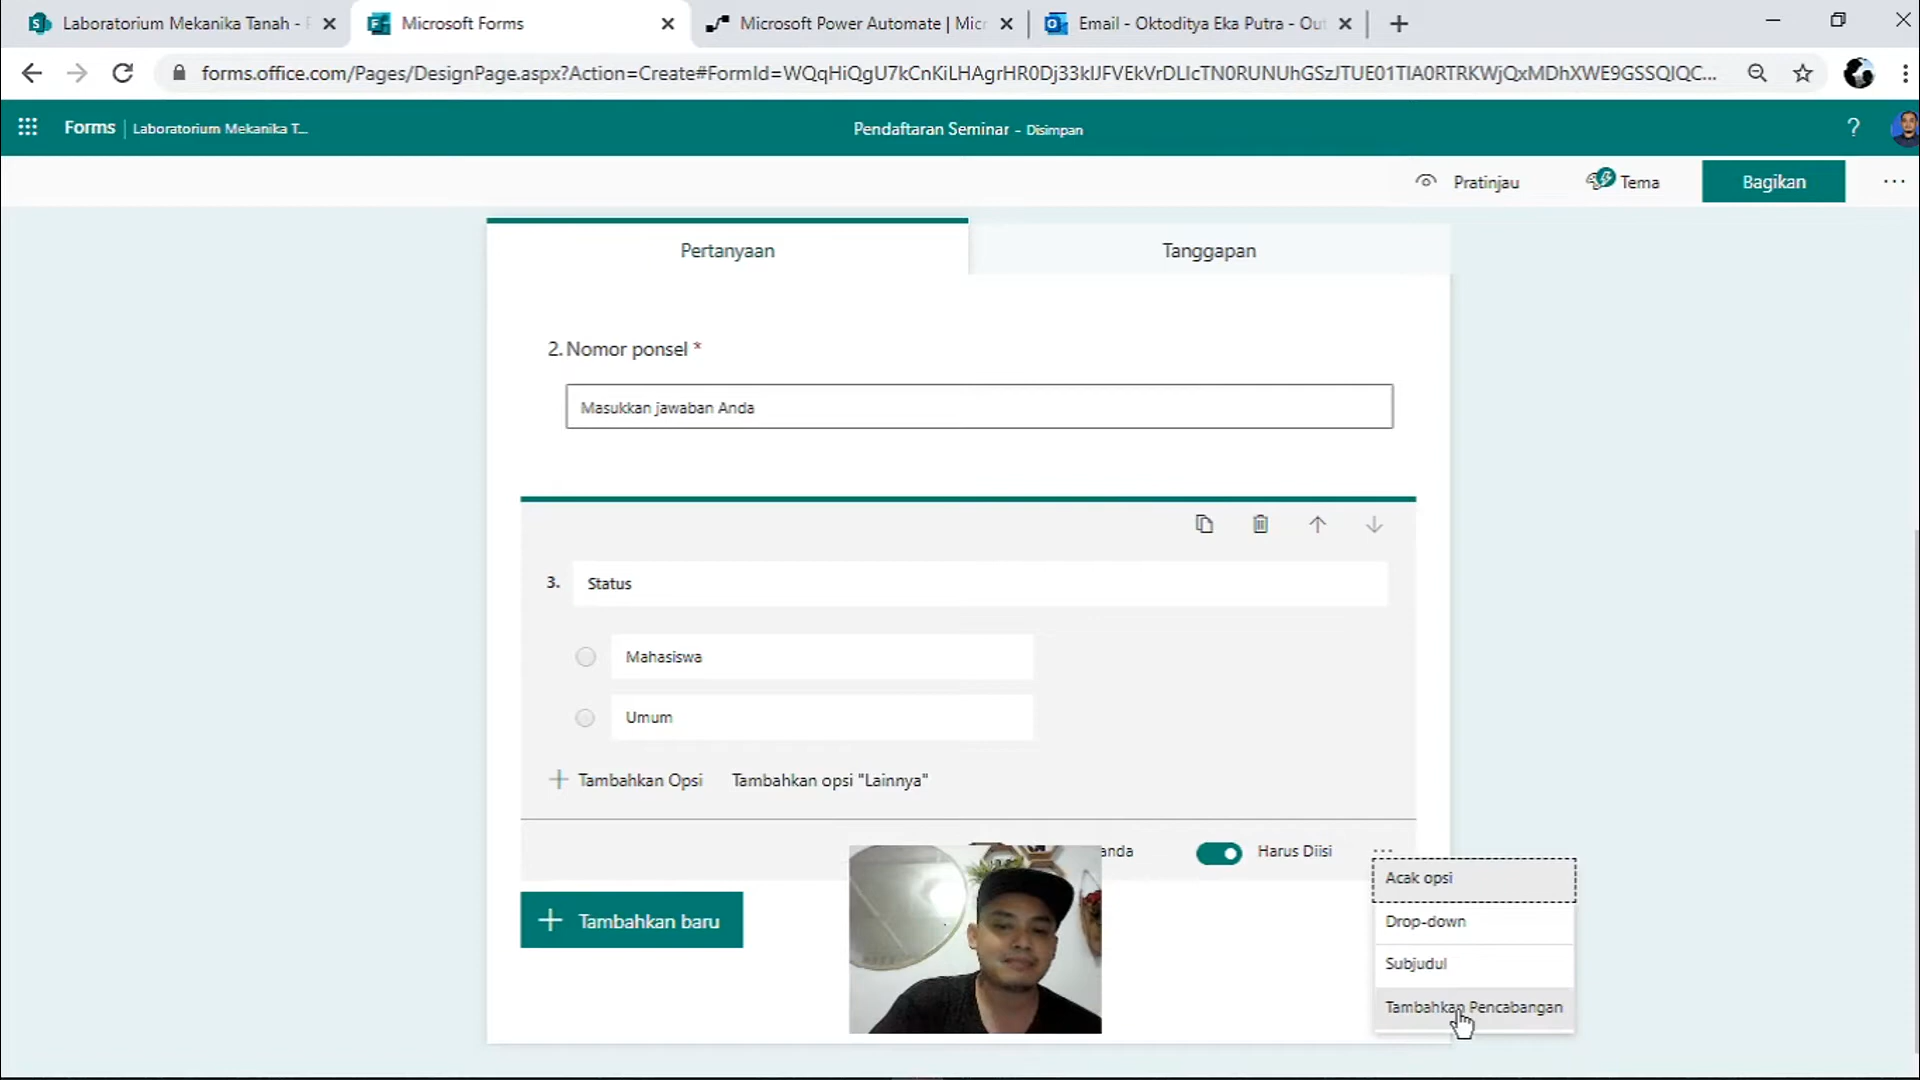 Laboratorium Mekanika Tanah -
Microsoft Forms
Microsoft Power Automate | Mic
Email - Oktoditya Eka Putra - Out
forms.office.com/Pages/DesignPage.aspx?Action=Create#FormId=
Forms
Laboratorium Mekanika T...
Pendaftaran Seminar - Disimpan
?
Pratinjau
Tema
Bagikan
...
Pertanyaan
Tanggapan
2. Nomor ponsel *
Masukkan jawaban Anda
3. Status
Mahasiswa
Umum
Tambahkan Opsi
Tambahkan opsi "Lainnya"
anda
Harus Diisi
...
Acak opsi
Drop-down
Subjudul
Tambahkan Pencabangan
Tambahkan baru